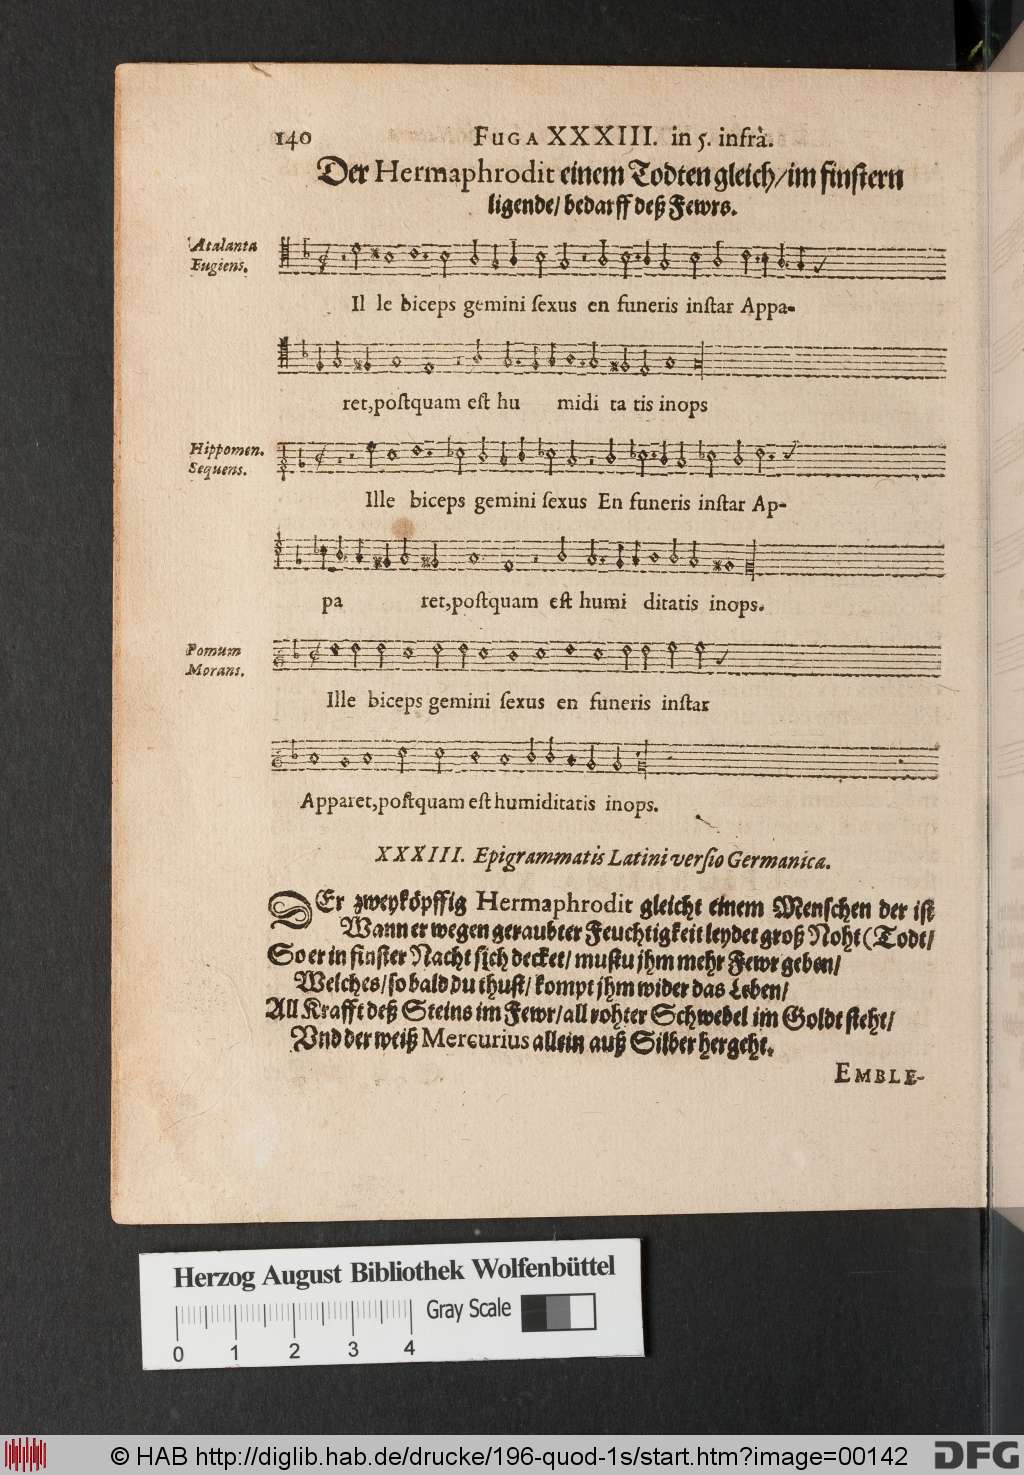 140 FUGA XXXIII. in 5. infrà.
Der Hermaphrodit einem Todten gleich/im finſtern
ligende/ bedarff deß Fewrs.
Atalanta
Fugiens.
Il le biceps gemini ſexus en funeris inſtar Appa-
ret,poſtquam eſt hu midi ta tis inops
Hippomen.
Sequens.
Ille biceps gemini ſexus En funeris inſtar Ap-
pa ret,poſtquam eſt humi ditatis inops.
Pomum
Morans.
Ille biceps gemini ſexus en funeris inſtar
Apparet,poſtquam eſt humiditatis inops.
XXXIII. Epigrammatis Latini verſio Germanica.
DEr zweyköpffig Hermaphrodit gleicht einem Menſchen der iſt
Wann er wegen geraubter Feuchtigkeit leydet groß Noht (Todt/
So er in finſter Nacht ſich decket/ muſtu jhm mehr Fewr geben/
Welches/ ſo bald du thuſt/ kompt jhm wider das Leben/
All Krafft deß Steins im Fewr/ all rohter Schwebel im Goldt ſteht/
Vnd der weiß Mercurius allein auß Silber hergeht.
EMBLE-
Herzog August Bibliothek Wolfenbüttel
Gray Scale
0 1 2 3 4
© HAB http://diglib.hab.de/drucke/196-quod-1s/start.htm?image=00142 DFG